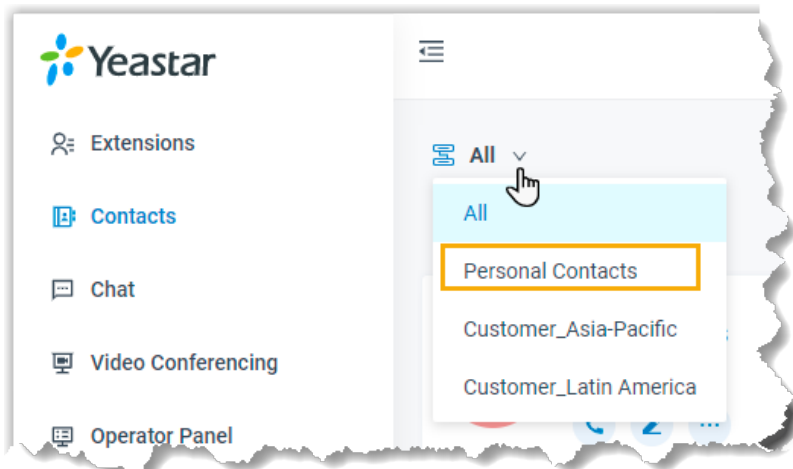 Yeastar
Extensions
Contacts
Chat
Video Conferencing
Operator Panel
All
All
Personal Contacts
Customer_Asia-Pacific
Customer_Latin America